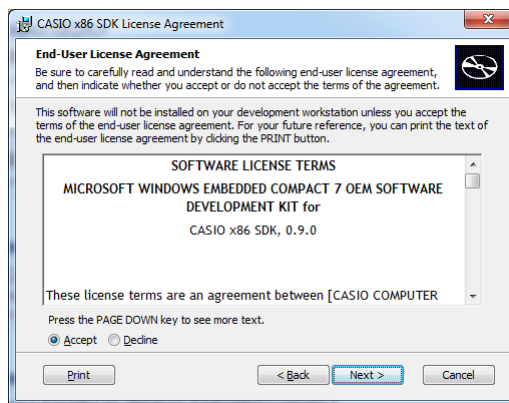 CASIO x86 SDK License Agreement
End-User License Agreement
Be sure to carefully read and understand the following end-user license agreement,
and then indicate whether you accept or do not accept the terms of the agreement.
This software will not be installed on your development workstation unless you accept the
terms of the end-user license agreement. For your future reference, you can print the text of
the end-user license agreement by clicking the PRINT button.
SOFTWARE LICENSE TERMS
MICROSOFT WINDOWS EMBEDDED COMPACT 7 OEM SOFTWARE
DEVELOPMENT KIT for
CASIO x86 SDK, 0.9.0
These license terms are an agreement between [CASIO COMPUTER
Press the PAGE DOWN key to see more text.
Accept Decline
Print < Back Next > Cancel